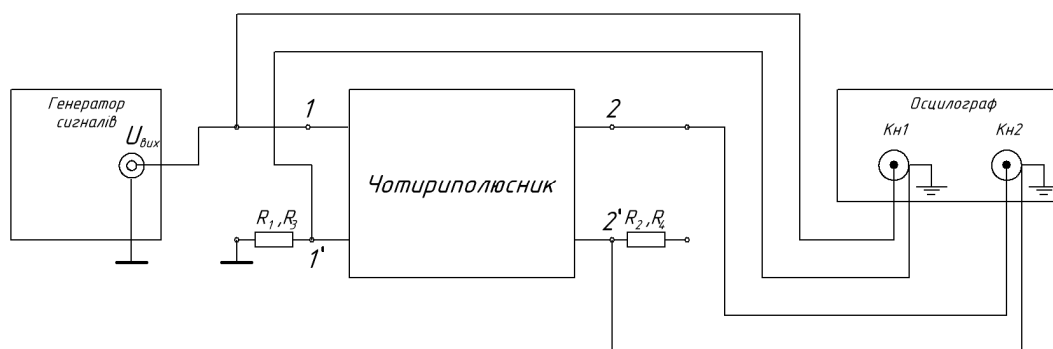 Генератор
сигналів
Uвих
1
2
Осцилограф
Кн1
Кн2
Чотириполюсник
R1,R3
1'
2'
R2,R4